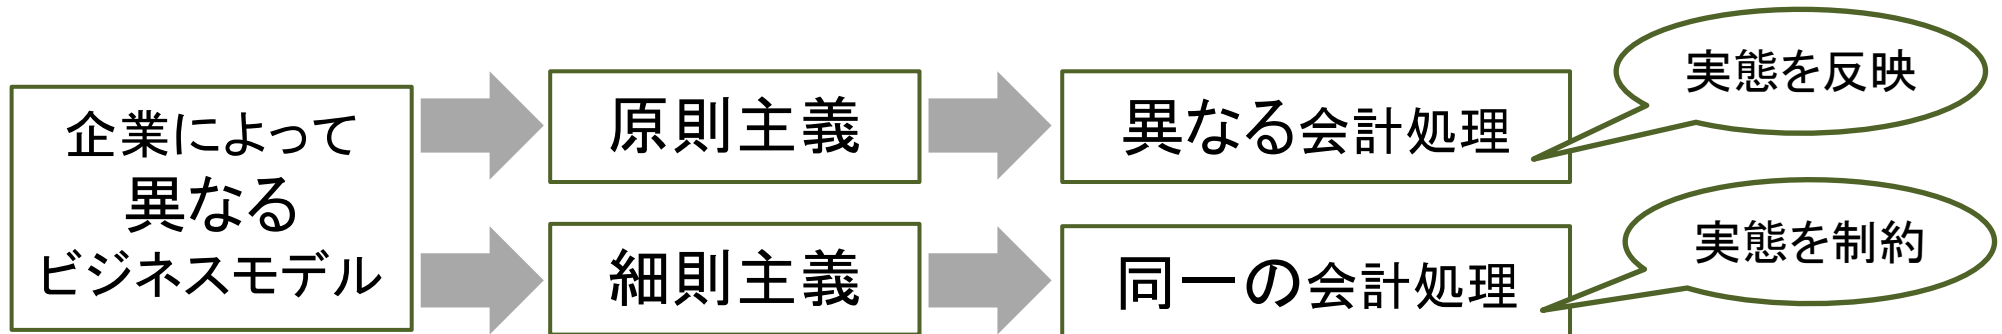 企業によって
異なる
ビジネスモデル
原則主義
異なる会計処理
実態を反映
細則主義
同一の会計処理
実態を制約